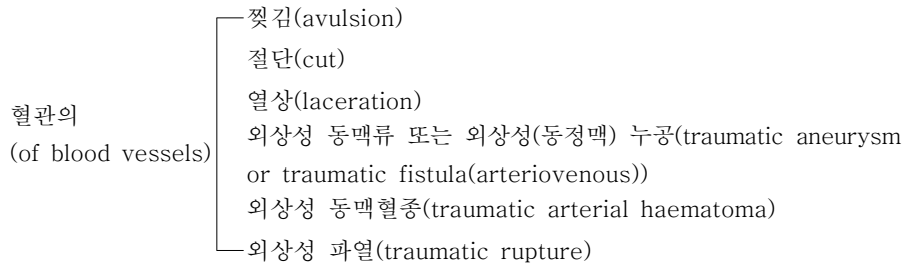 찢김(avulsion)
절단(cut)
열상(laceration)
혈관의
(of blood vessels)
외상성 동맥류 또는 외상성(동정맥) 누공(traumatic aneurysm
or traumatic fistula(arteriovenous))
외상성 동맥혈종(traumatic arterial haematoma)
외상성 파열(traumatic rupture)